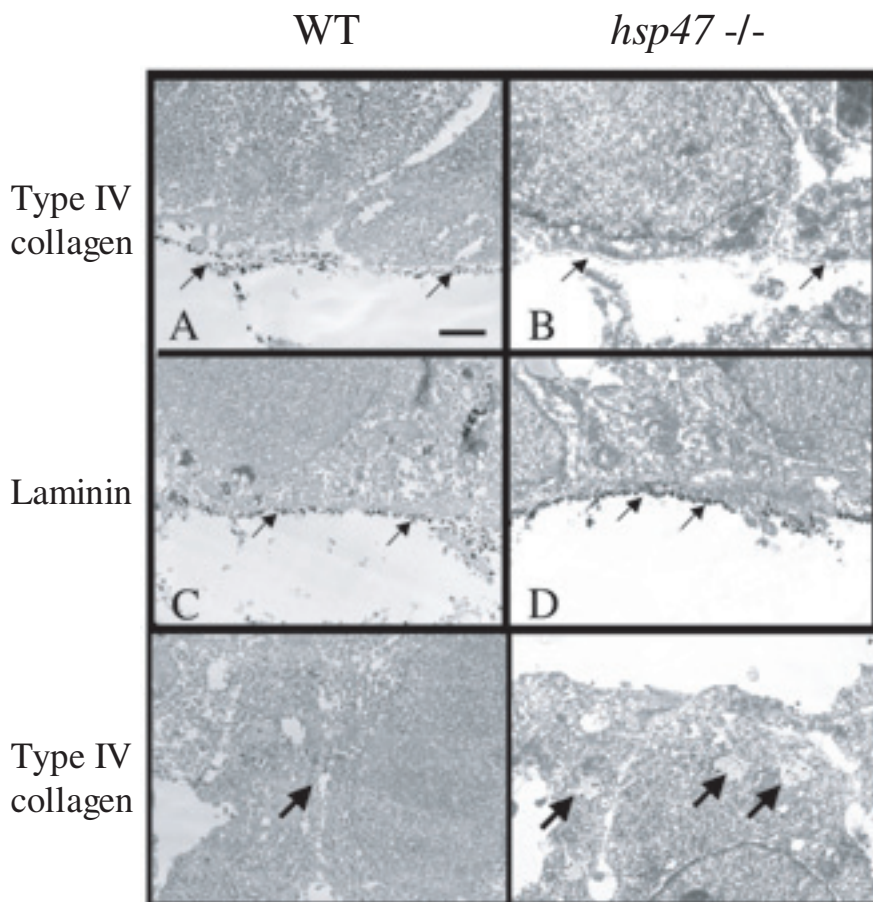 WT hsp47 -/-
Type IV
collagen
A B
Laminin
C D
Type IV
collagen